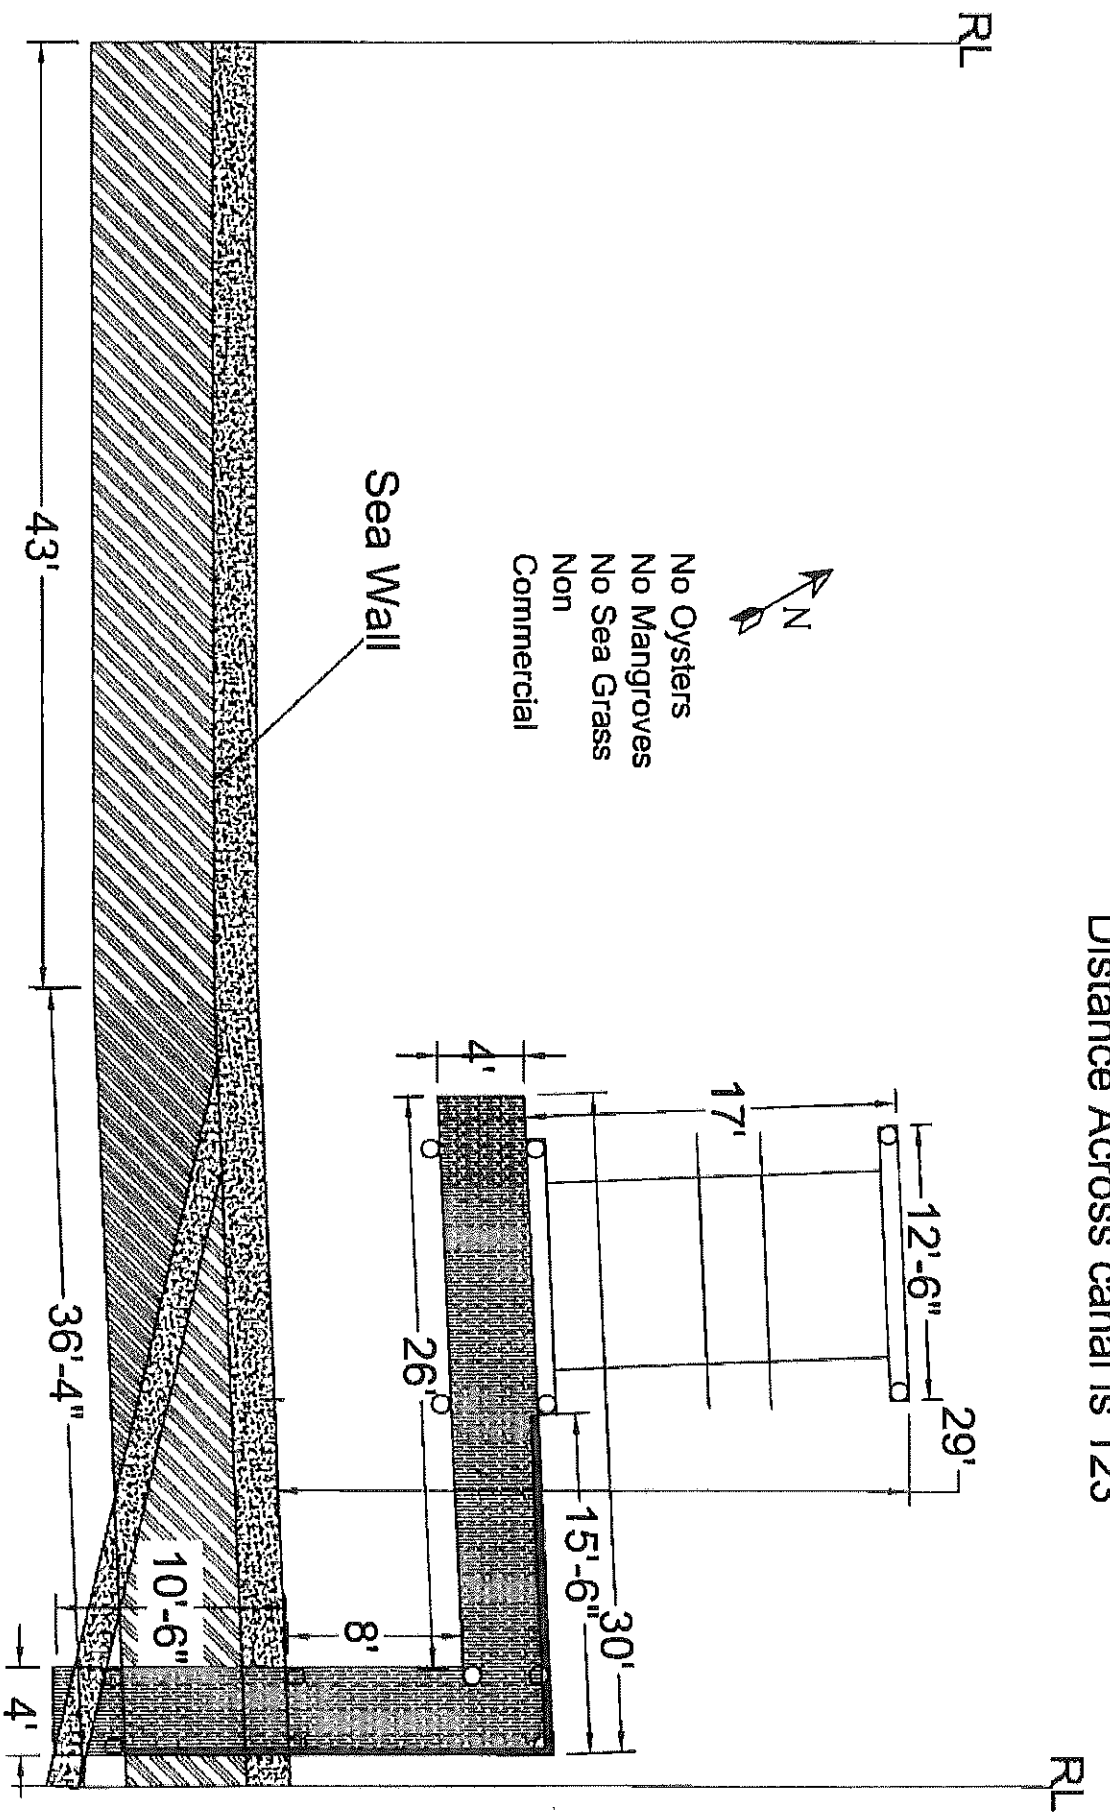 Distance Across canal is 123
RL
RL
N
No Oysters
No Mangroves
No Sea Grass
Non
Commercial
Sea Wall
43'
36'-4"
4'
17'
12'-6"
29'
26'
15'-6"
30'
10'-6"
8'
4'